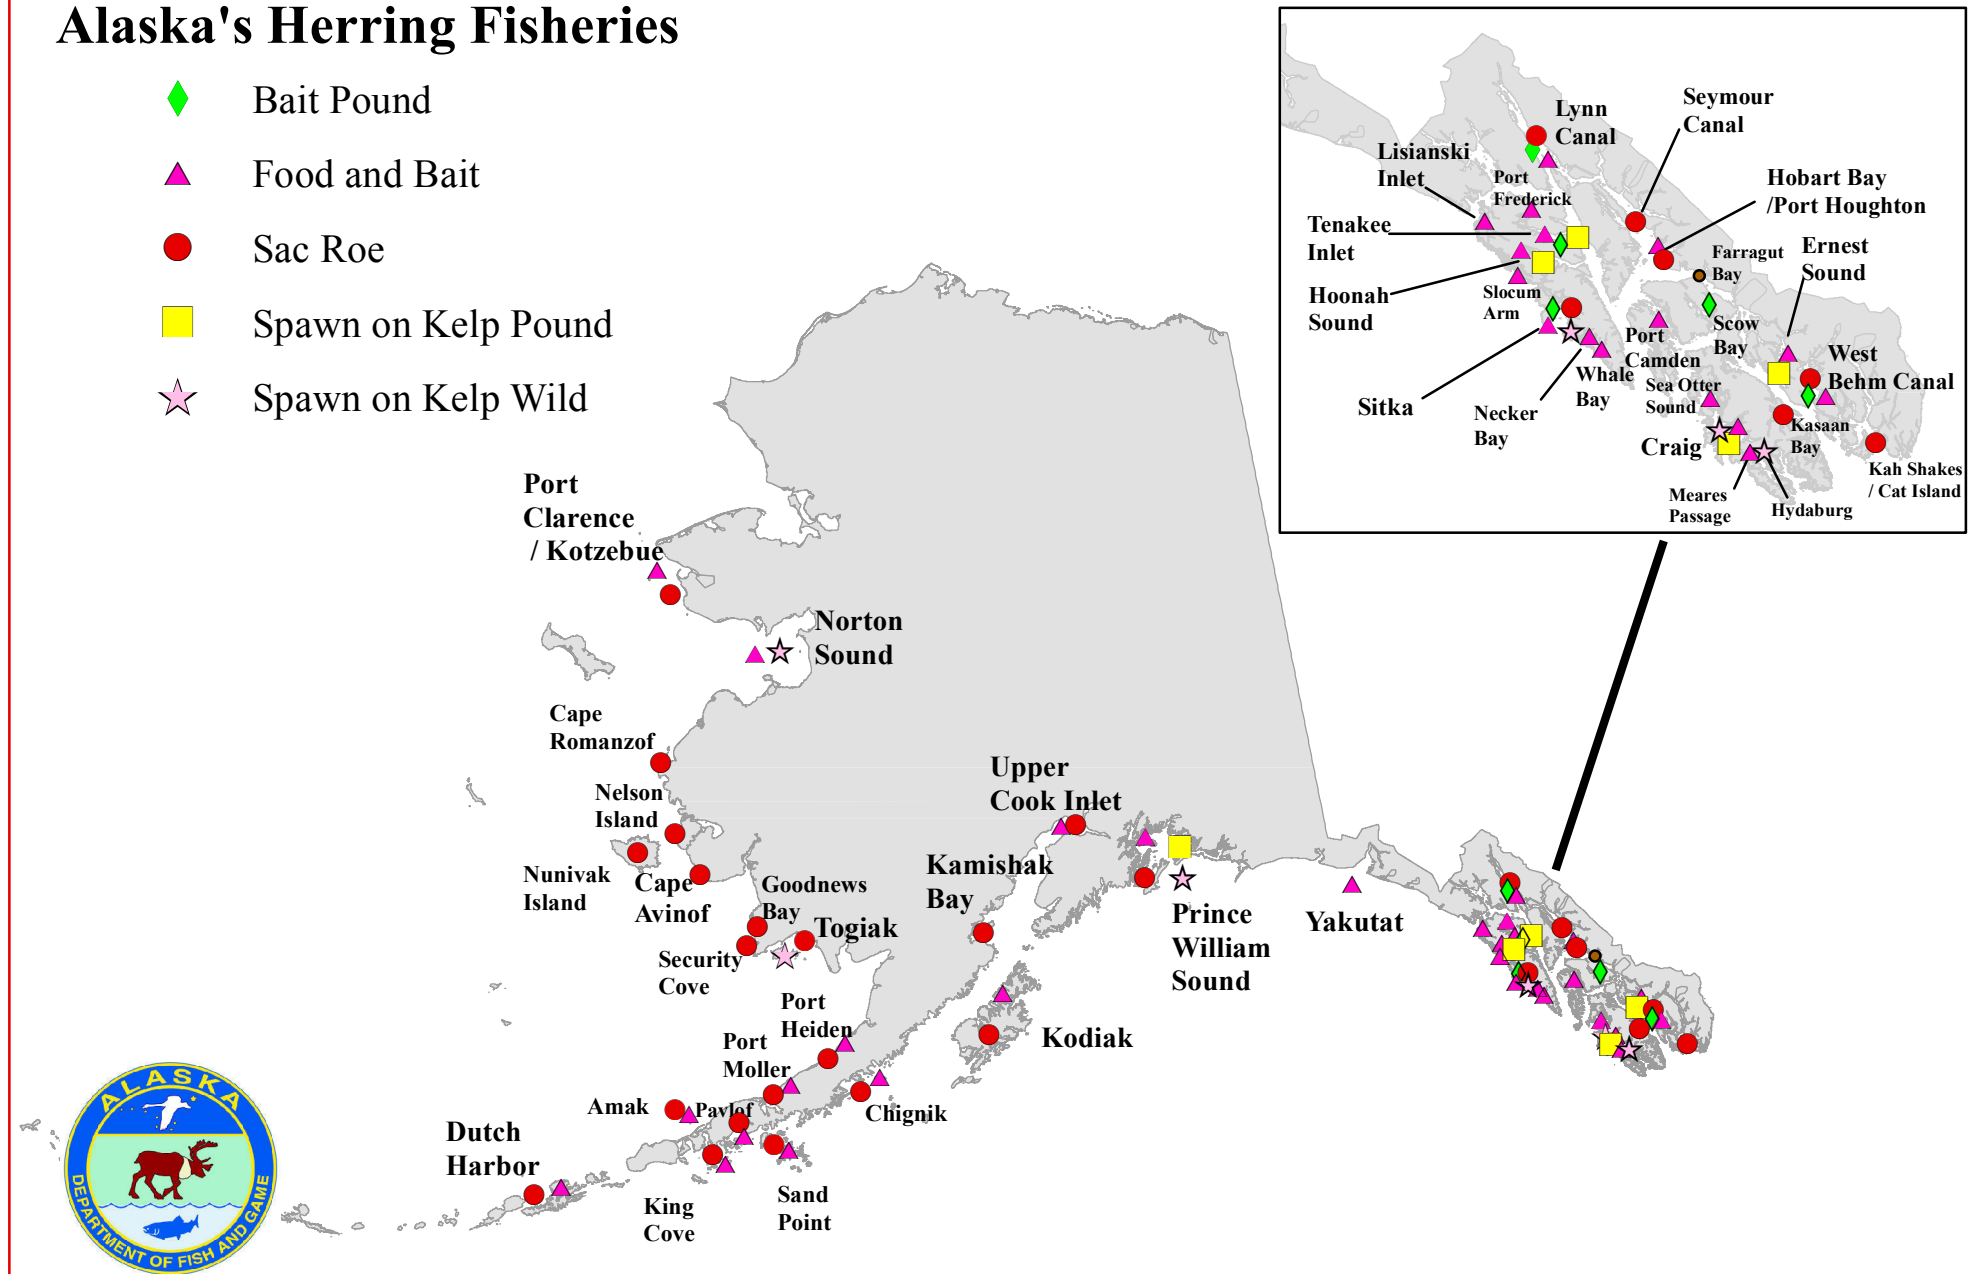 Alaska's Herring Fisheries
Bait Pound
Food and Bait
Sac Roe
Spawn on Kelp Pound
Spawn on Kelp Wild
Lynn
Canal
Seymour
Canal
Lisianski
Inlet
Port
Frederick
Hobart Bay
/Port Houghton
Tenakee
Inlet
Farragut
Bay
Ernest
Sound
Hoonah
Sound
Slocum
Arm
Scow
Bay
Port
Camden
West
Behm Canal
Whale
Bay
Sea Otter
Sound
Sitka
Necker
Bay
Kasaan
Bay
Craig
Kah Shakes
/ Cat Island
Meares
Passage
Hydaburg
Port
Clarence
/ Kotzebue
Norton
Sound
Cape
Romanzof
Nelson
Island
Upper
Cook Inlet
Nunivak
Island
Cape
Avinof
Goodnews
Bay
Togiak
Kamishak
Bay
Prince
William
Sound
Yakutat
Security
Cove
Port
Heiden
Kodiak
Port
Moller
Amak
Pavlof
Chignik
Dutch
Harbor
King
Cove
Sand
Point
ALASKA
DEPARTMENT OF FISH AND GAME